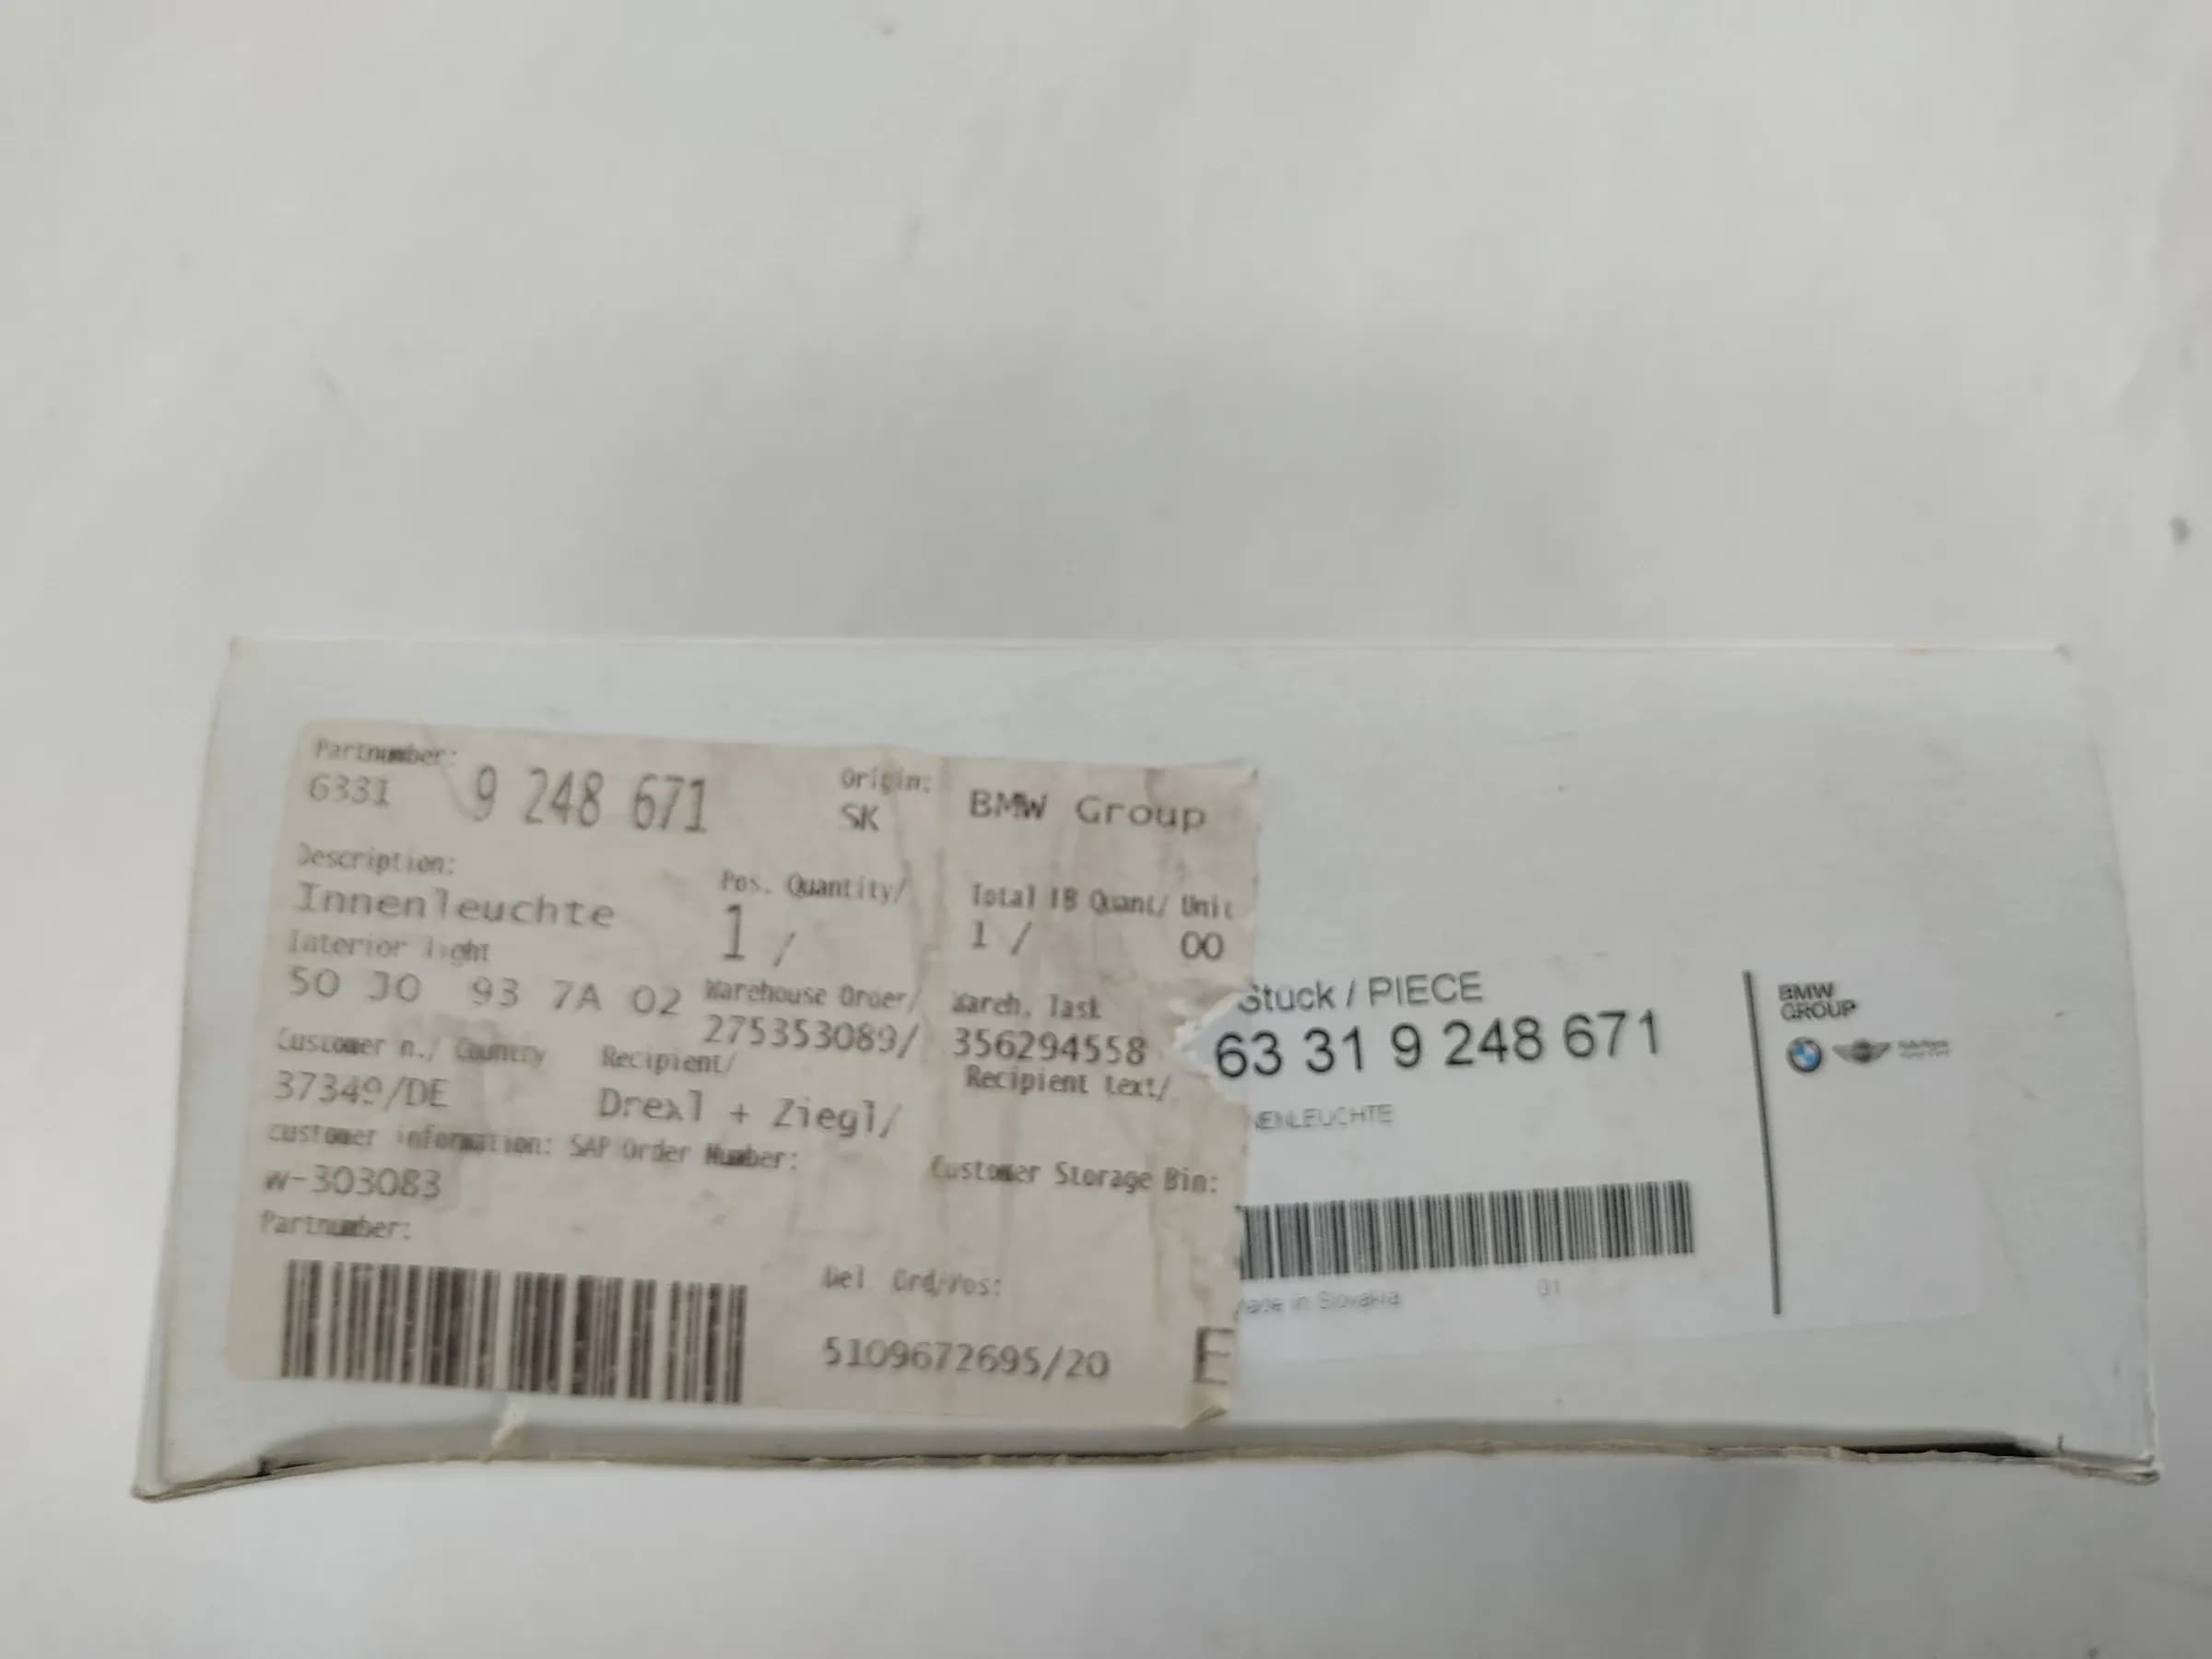 Partnumber:
6331 9 248 671
Origin:
SK
BMW Group
Description:
Innenleuchte
Interior light
Pos. Quantity/
1 /
Total IB Quant/ Unit
1 / 00
50 30 93 7A 02
Warehouse Order/
275353089/
Wareh. Task
356294558
Customer n./ Country
37349/DE
Recipient/
Drexl + Ziegl/
Recipient text/
customer information: SAP Order Number:
w-303083
Customer Storage Bin:
Partnumber:
Del Ord/Pos:
5109672695/20
E
Stück / PIECE
63 31 9 248 671
NENLEUCHTE
Made in Slovakia 01
BMW
GROUP